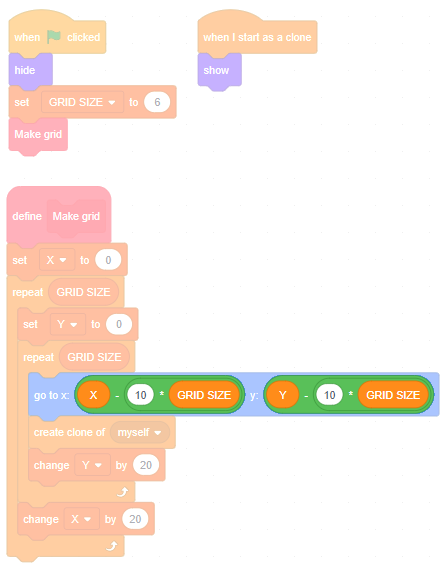 when clicked
hide
set GRID SIZE to 6
Make grid
when I start as a clone
show
define Make grid
set X to 0
repeat GRID SIZE
set Y to 0
repeat GRID SIZE
go to x: X - 10 * GRID SIZE y: Y - 10 * GRID SIZE
create clone of myself
change Y by 20
change X by 20